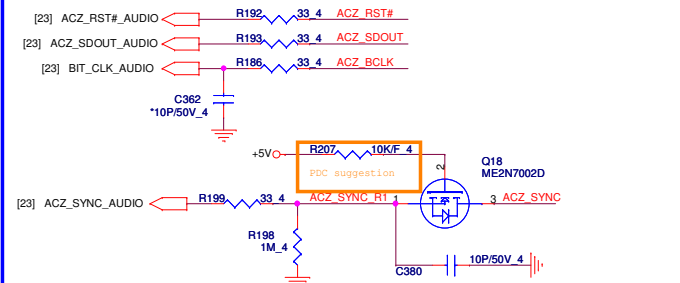 [23] ACZ_RST#_AUDIO R192 33_4 ACZ_RST#
[23] ACZ_SDOUT_AUDIO R193 33_4 ACZ_SDOUT
[23] BIT_CLK_AUDIO R186 33_4 ACZ_BCLK
C362
*10P/50V_4
+5V R207 10K/F_4
PDC suggestion
Q18
ME2N7002D
2
[23] ACZ_SYNC_AUDIO R199 33_4 ACZ_SYNC_R1 1 3 ACZ_SYNC
R198
1M_4
C380 10P/50V_4